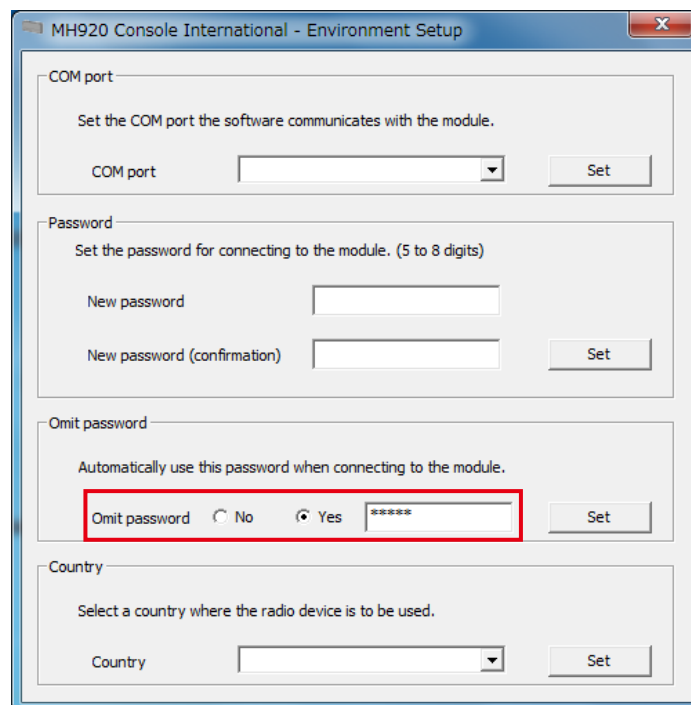 MH920 Console International - Environment Setup
COM port
Set the COM port the software communicates with the module.
COM port
Set
Password
Set the password for connecting to the module. (5 to 8 digits)
New password
New password (confirmation)
Set
Omit password
Automatically use this password when connecting to the module.
Omit password No Yes *****
Set
Country
Select a country where the radio device is to be used.
Country
Set